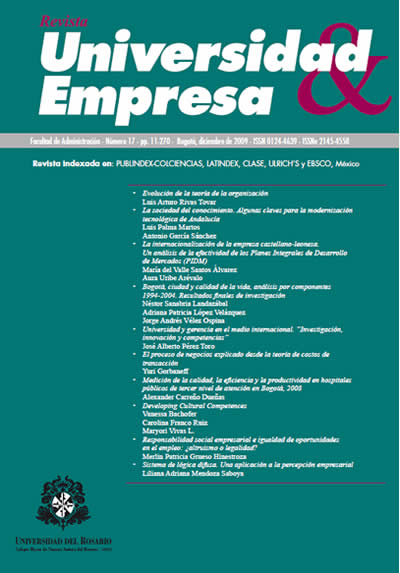 Revista
Universidad &
Empresa
Facultad de Administración - Número 17 - pp. 11-270 - Bogotá, diciembre de 2009 - ISSN 0124-4639 - ISSNe 2145-4558
Revista indexada en: PUBLINDEX-COLCIENCIAS, LATINDEX, CLASE, ULRICH'S y EBSCO, México
- Evolución de la teoría de la organización
Luis Arturo Rivas Tovar
- La sociedad del conocimiento. Algunas claves para la modernización
tecnológica de Andalucía
Luis Palma Martos
Antonio García Sánchez
- La internacionalización de la empresa castellano-leonesa.
Un análisis de la efectividad de los Planes Integrales de Desarrollo
de Mercados (PIDM)
María del Valle Santos Álvarez
Aura Uribe Arévalo
- Bogotá, ciudad y calidad de la vida, análisis por componentes
1994-2004. Resultados finales de investigación
Néstor Sanabria Landazábal
Adriana Patricia López Velázquez
Jorge Andrés Vélez Ospina
- Universidad y gerencia en el medio internacional. "Investigación,
innovación y competencias"
José Alberto Pérez Toro
- El proceso de negocios explicado desde la teoría de costos de
transacción
Yuri Gorbaneff
- Medición de la calidad, la eficiencia y la productividad en hospitales
públicos de tercer nivel de atención en Bogotá, 2008
Alexander Carreño Dueñas
- Developing Cultural Competences
Vanessa Bachofer
Carolina Franco Ruiz
Maryori Vivas L.
- Responsabilidad social empresarial e igualdad de oportunidades
en el empleo: ¿altruismo o legalidad?
Merlin Patricia Grueso Hinestroza
- Sistema de lógica difusa. Una aplicación a la percepción empresarial
Liliana Adriana Mendoza Saboya
UNIVERSIDAD DEL ROSARIO